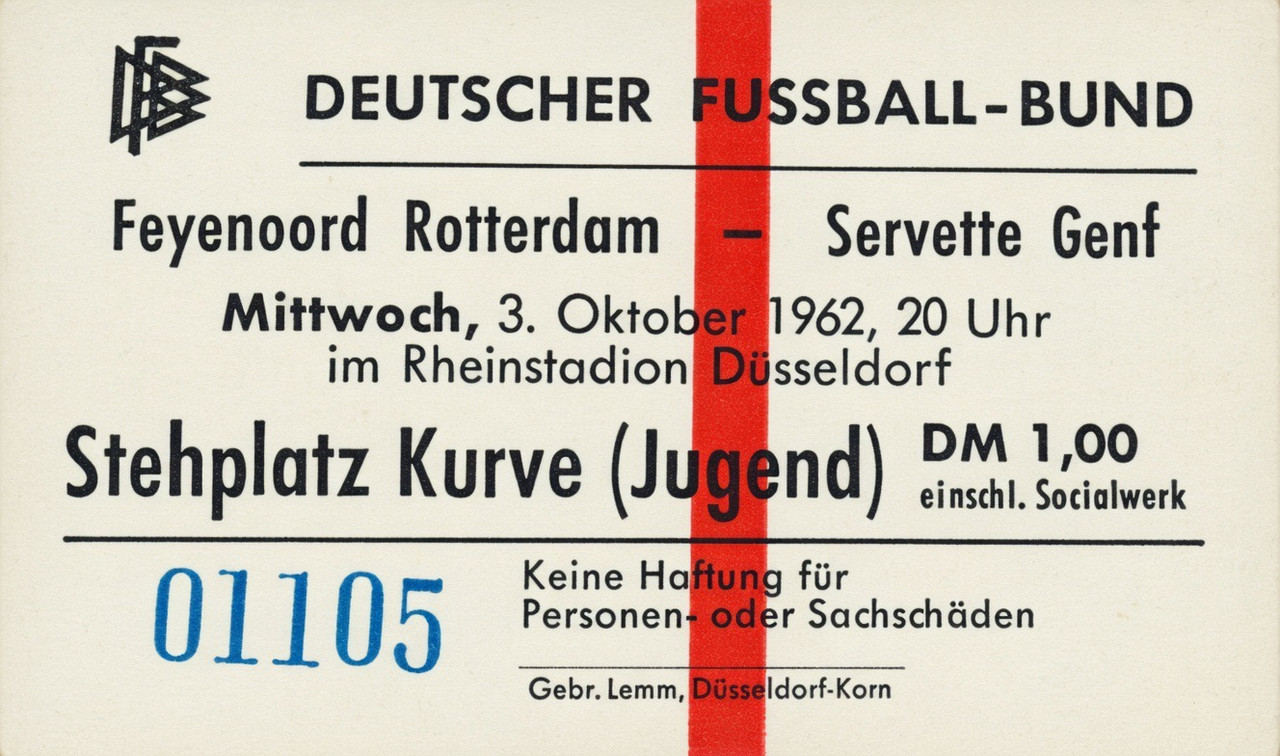 DFB
DEUTSCHER FUSSBALL-BUND
Feyenoord Rotterdam – Servette Genf
Mittwoch, 3. Oktober 1962, 20 Uhr
im Rheinstadion Düsseldorf
Stehplatz Kurve (Jugend) DM 1,00
einschl. Socialwerk
01105
Keine Haftung für
Personen- oder Sachschäden
Gebr. Lemm, Düsseldorf-Korn